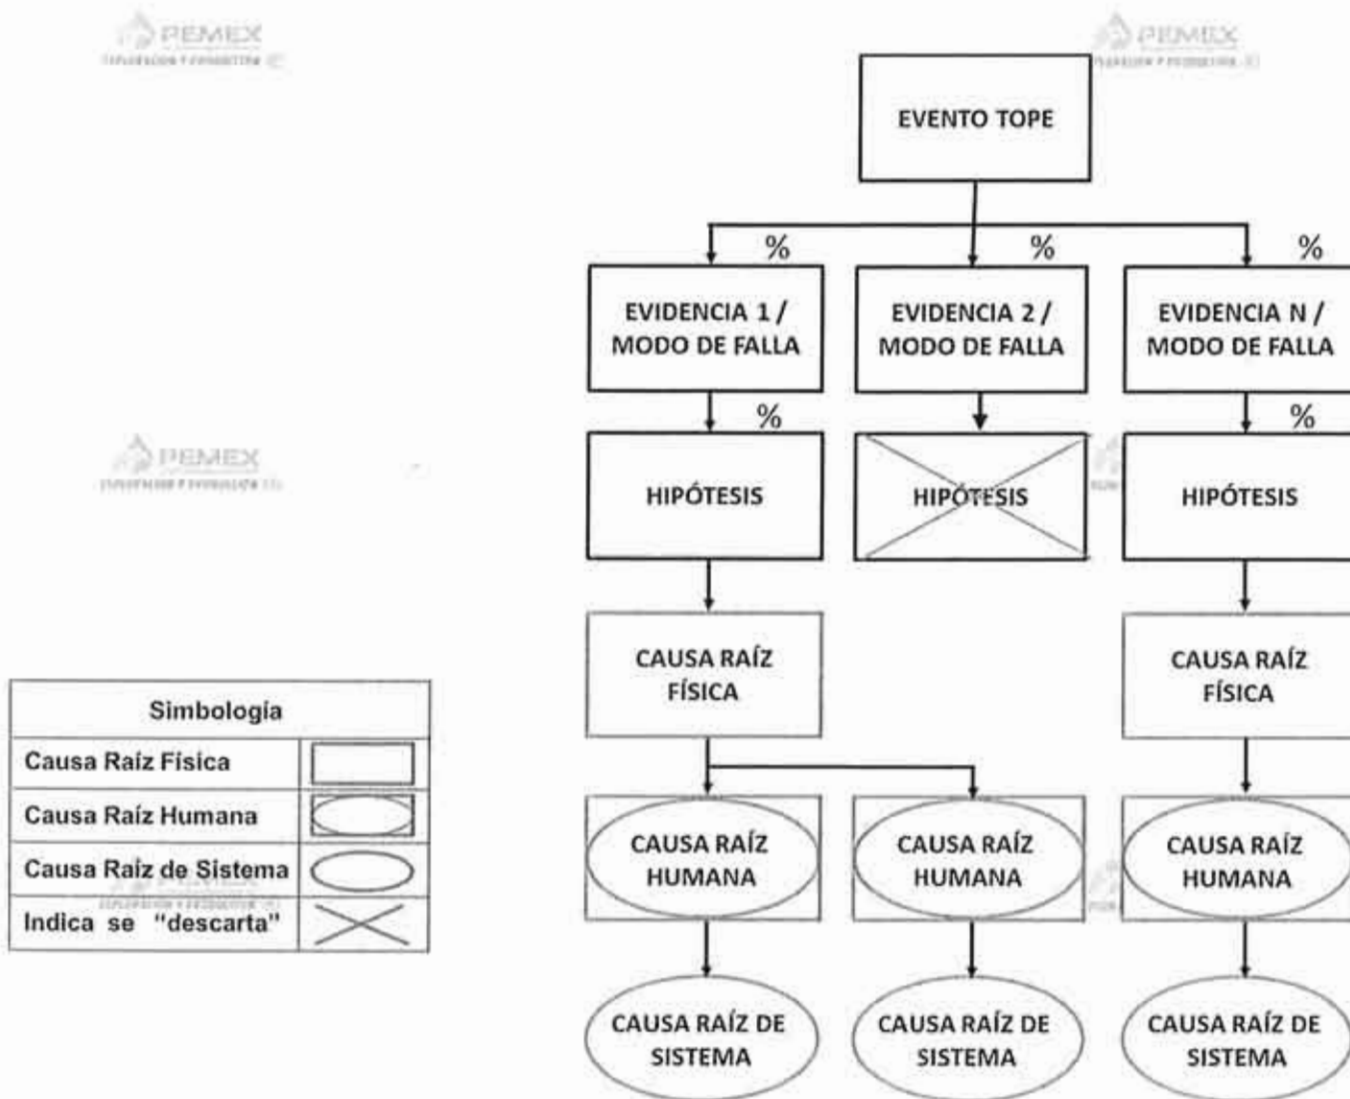 PEMEX
PEMEX
EVENTO TOPE
%
%
%
EVIDENCIA 1 /
MODO DE FALLA
EVIDENCIA 2 /
MODO DE FALLA
EVIDENCIA N /
MODO DE FALLA
%
%
HIPÓTESIS
HIPÓTESIS
HIPÓTESIS
PEMEX
CAUSA RAÍZ
FÍSICA
CAUSA RAÍZ
FÍSICA
Simbología
Causa Raíz Física
Causa Raíz Humana
Causa Raíz de Sistema
Indica se "descarta"
PEMEX
CAUSA RAÍZ
HUMANA
CAUSA RAÍZ
HUMANA
CAUSA RAÍZ
HUMANA
CAUSA RAÍZ DE
SISTEMA
CAUSA RAÍZ DE
SISTEMA
CAUSA RAÍZ DE
SISTEMA